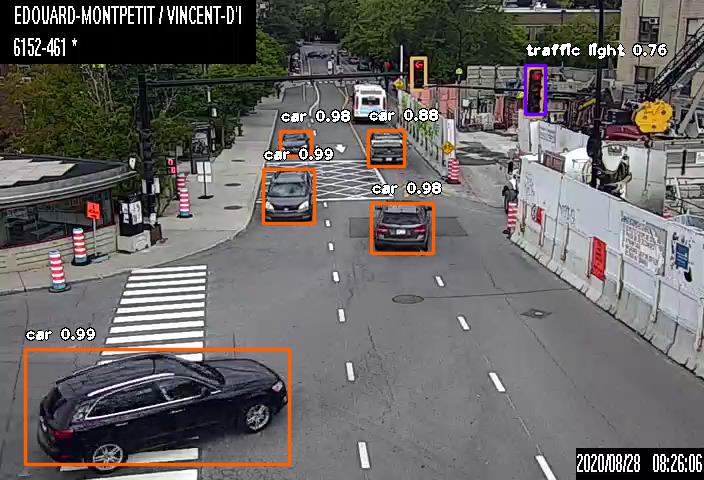 EDOUARD-MONTPETIT / VINCENT-D'I
6152-461 *
traffic light 0.76
car 0.98
car 0.88
car 0.99
car 0.98
car 0.99
2020/08/28 08:26:06